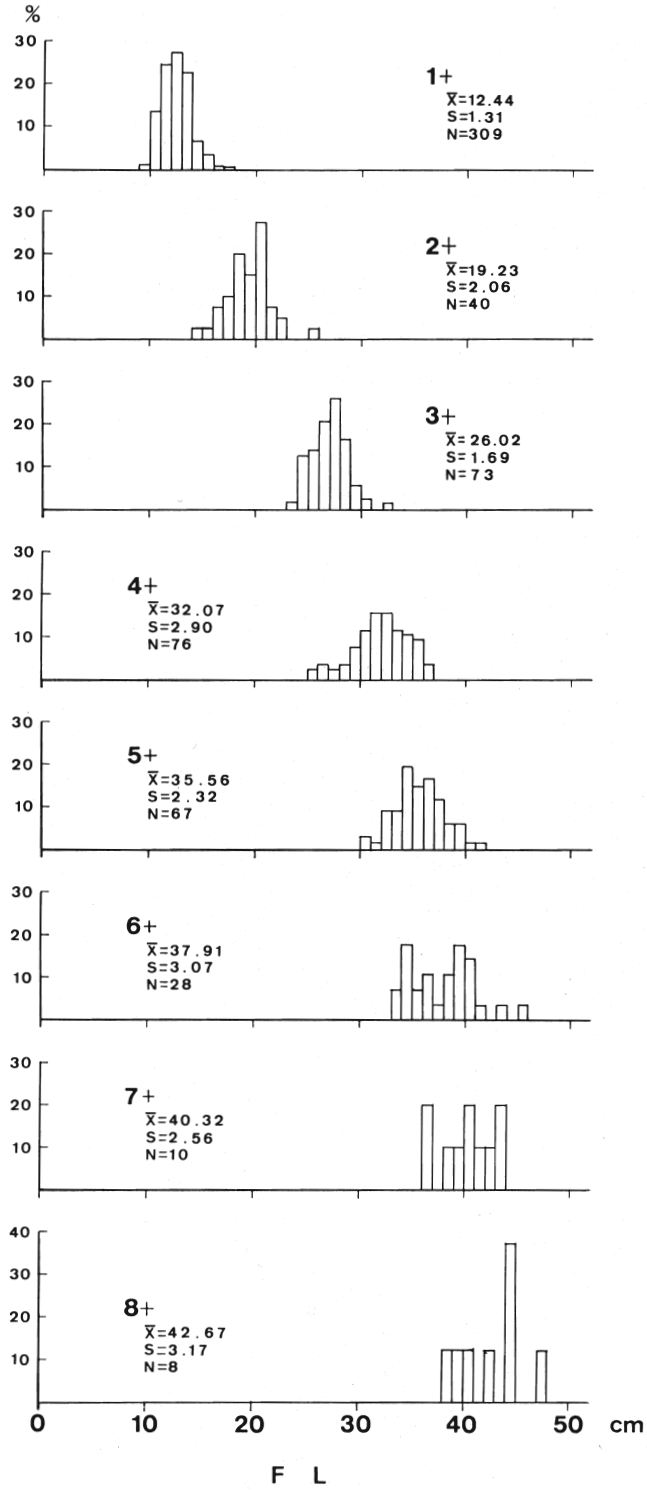 %
30
20
10
1+
X̅=12.44
S=1.31
N=309
30
20
10
2+
X̅=19.23
S=2.06
N=40
30
20
10
3+
X̅=26.02
S=1.69
N=73
30
20
10
4+
X̅=32.07
S=2.90
N=76
30
20
10
5+
X̅=35.56
S=2.32
N=67
30
20
10
6+
X̅=37.91
S=3.07
N=28
30
20
10
7+
X̅=40.32
S=2.56
N=10
40
30
20
10
8+
X̅=42.67
S=3.17
N=8
0 10 20 30 40 50 cm
F L